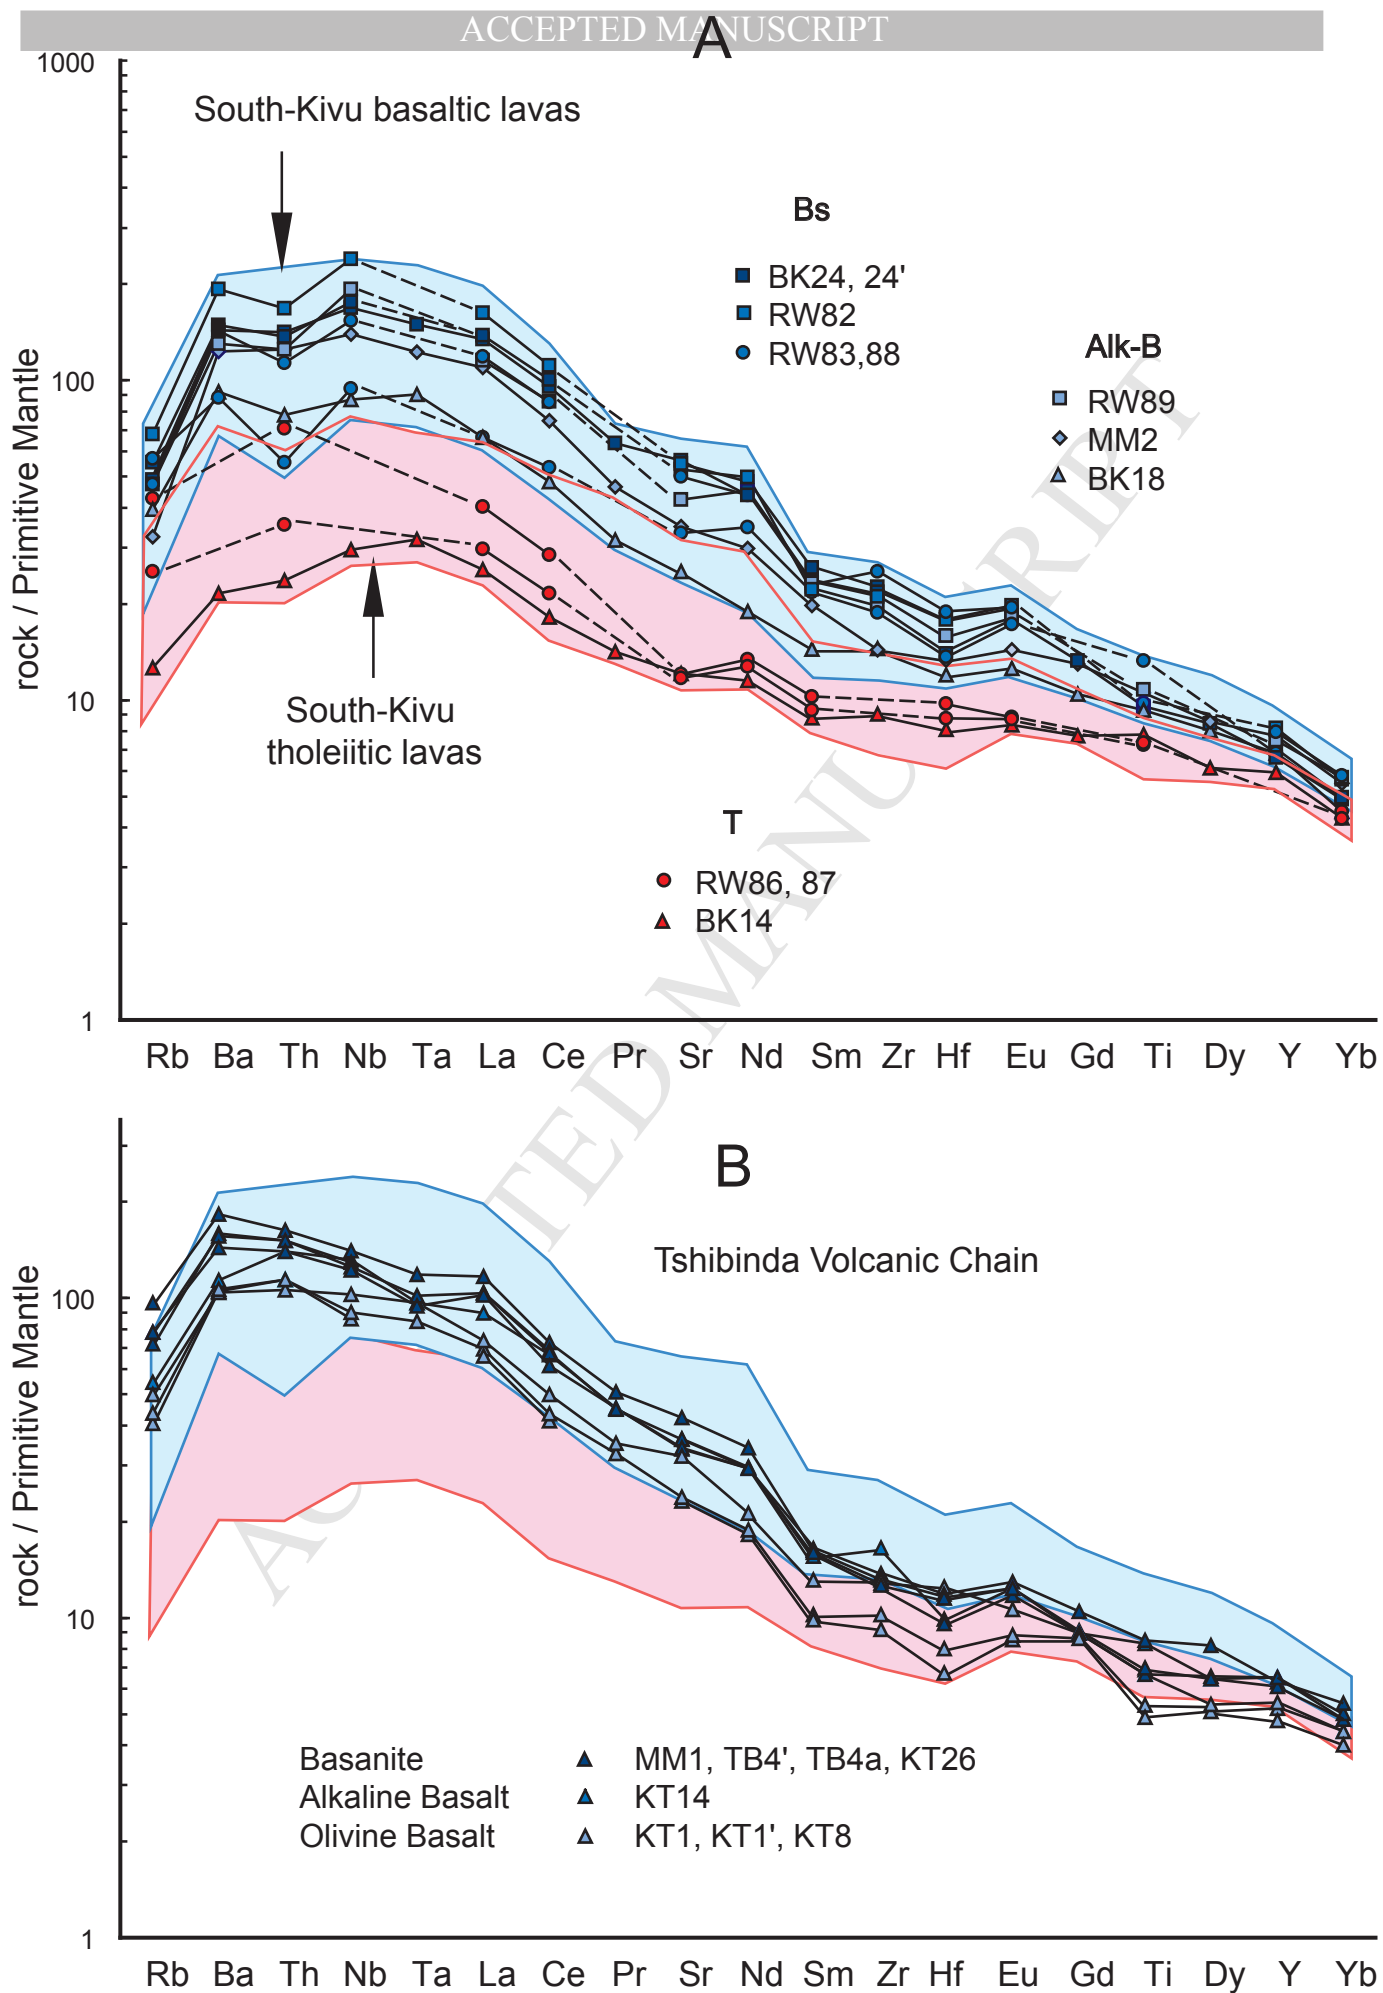 ACCEPTED MANUSCRIPT
A
1000
South-Kivu basaltic lavas
Bs
BK24, 24'
RW82
RW83,88
Alk-B
RW89
MM2
BK18
100
rock / Primitive Mantle
10
South-Kivu
tholeiitic lavas
T
RW86, 87
BK14
1
Rb Ba Th Nb Ta La Ce Pr Sr Nd Sm Zr Hf Eu Gd Ti Dy Y Yb
ACCEPTED MANUSCRIPT
B
Tshibinda Volcanic Chain
100
rock / Primitive Mantle
10
Basanite MM1, TB4', TB4a, KT26
Alkaline Basalt KT14
Olivine Basalt KT1, KT1', KT8
1
Rb Ba Th Nb Ta La Ce Pr Sr Nd Sm Zr Hf Eu Gd Ti Dy Y Yb